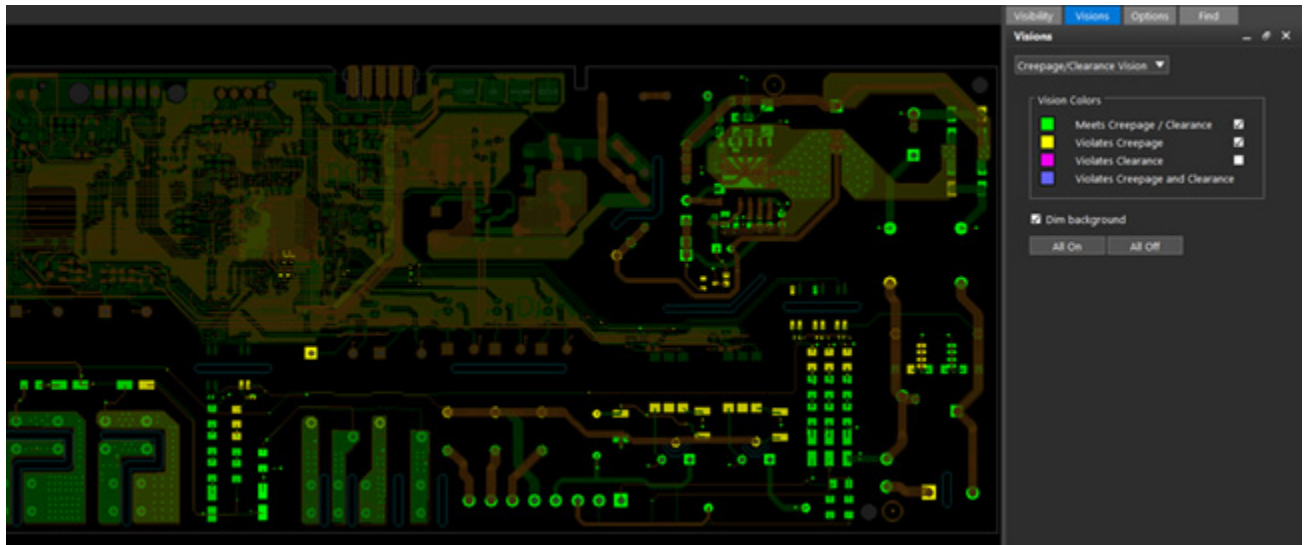 Visibility Visions Options Find
Visions
Creepage/Clearance Vision
Vision Colors
Meets Creepage / Clearance
Violates Creepage
Violates Clearance
Violates Creepage and Clearance
Dim background
All On All Off